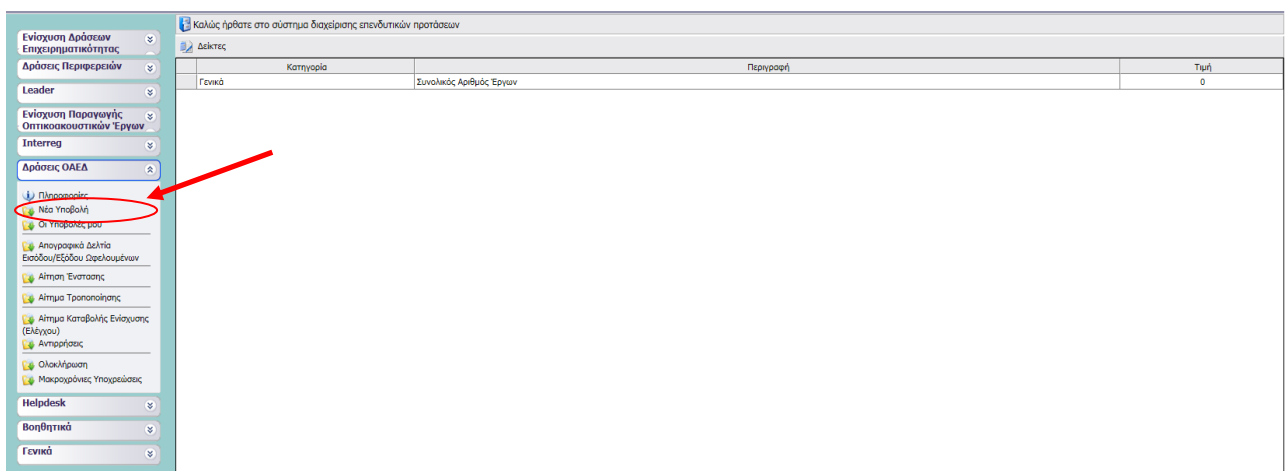 Καλώς ήρθατε στο σύστημα διαχείρισης επενδυτικών προτάσεων
Δείκτες
Κατηγορία Περιγραφή Τιμή
Γενικά Συνολικός Αριθμός Έργων 0
Ενίσχυση Δράσεων
Επιχειρηματικότητας
Δράσεις Περιφερειών
Leader
Ενίσχυση Παραγωγής
Οπτικοακουστικών Έργων
Interreg
Δράσεις ΟΑΕΔ
Πληροφορίες
Νέα Υποβολή
Οι Υποβολές μου
Απογραφικά Δελτία
Εισόδου/Εξόδου Ωφελουμένων
Αίτηση Ένστασης
Αίτημα Τροποποίησης
Αίτημα Καταβολής Ενίσχυσης
(Ελέγχου)
Αντιρρήσεις
Ολοκλήρωση
Μακροχρόνιες Υποχρεώσεις
Helpdesk
Βοηθητικά
Γενικά